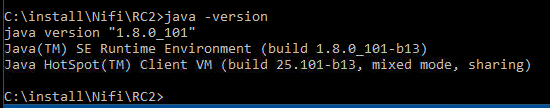 C:\install\Nifi\RC2>java -version
java version "1.8.0_101"
Java(TM) SE Runtime Environment (build 1.8.0_101-b13)
Java HotSpot(TM) Client VM (build 25.101-b13, mixed mode, sharing)
C:\install\Nifi\RC2>